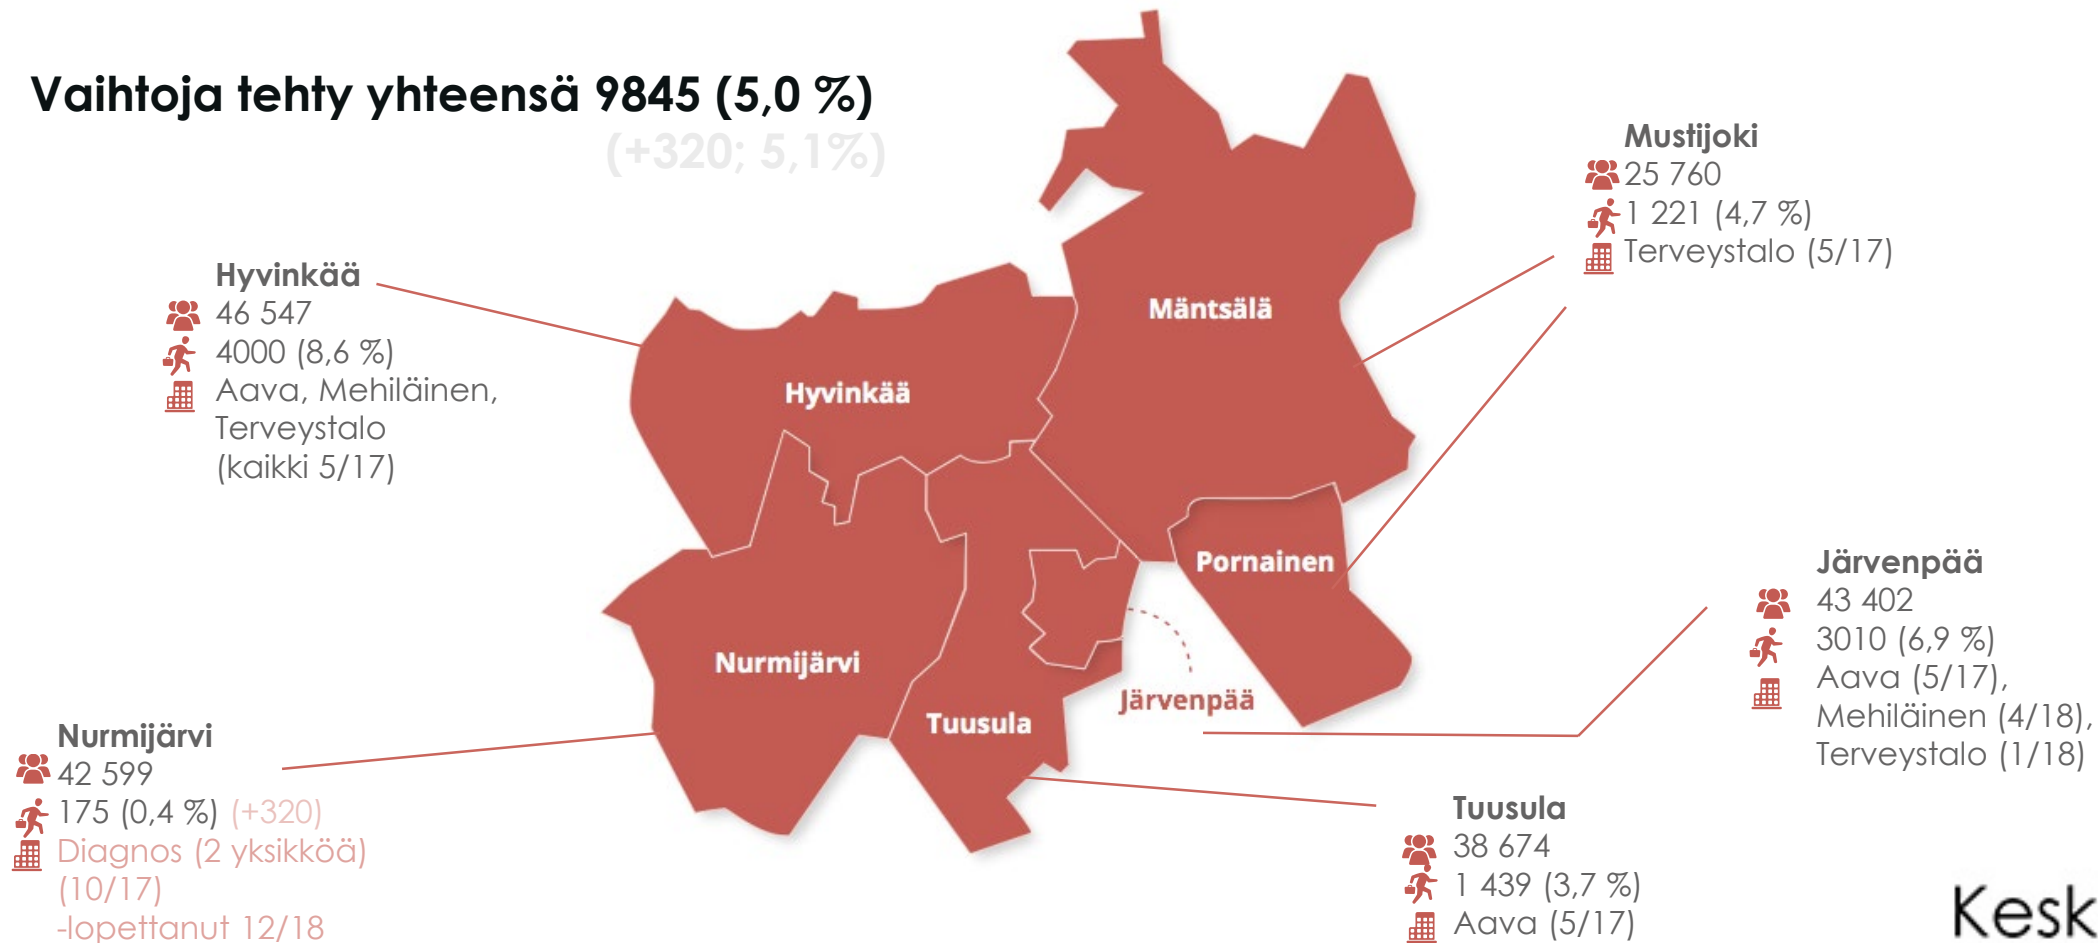 Vaihtoja tehty yhteensä 9845 (5,0 %)
(+320; 5,1%)
Mustijoki
25 760
1 221 (4,7 %)
Terveystalo (5/17)
Hyvinkää
46 547
4000 (8,6 %)
Aava, Mehiläinen,
Terveystalo
(kaikki 5/17)
Mäntsälä
Hyvinkää
Pornainen
Nurmijärvi
Tuusula
Järvenpää
Järvenpää
43 402
3010 (6,9 %)
Aava (5/17),
Mehiläinen (4/18),
Terveystalo (1/18)
Nurmijärvi
42 599
175 (0,4 %) (+320)
Diagnos (2 yksikköä)
(10/17)
-lopettanut 12/18
Tuusula
38 674
1 439 (3,7 %)
Aava (5/17)
Kesk